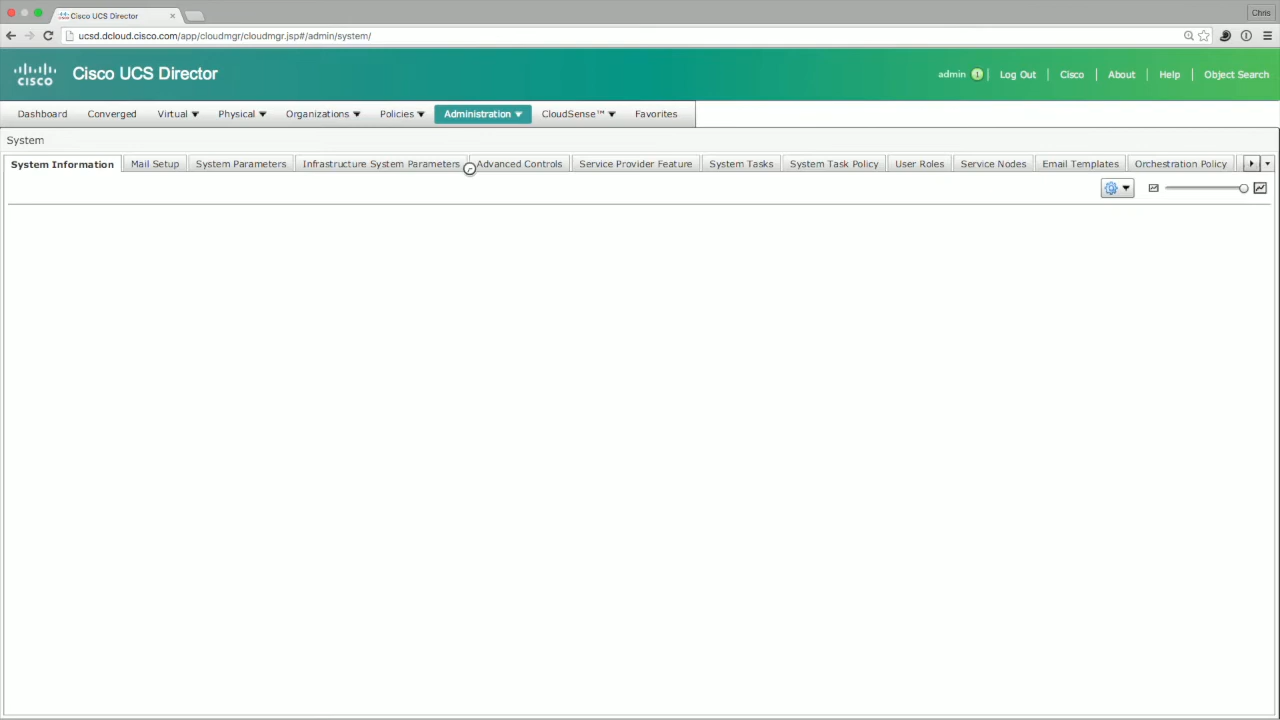 Cisco UCS Director
Chris
ucsd.dcloud.cisco.com/app/cloudmgr/cloudmgr.jsp#/admin/system/
CISCO
Cisco UCS Director
admin
Log Out
Cisco
About
Help
Object Search
Dashboard
Converged
Virtual
Physical
Organizations
Policies
Administration
CloudSense™
Favorites
System
System Information
Mail Setup
System Parameters
Infrastructure System Parameters
Advanced Controls
Service Provider Feature
System Tasks
System Task Policy
User Roles
Service Nodes
Email Templates
Orchestration Policy